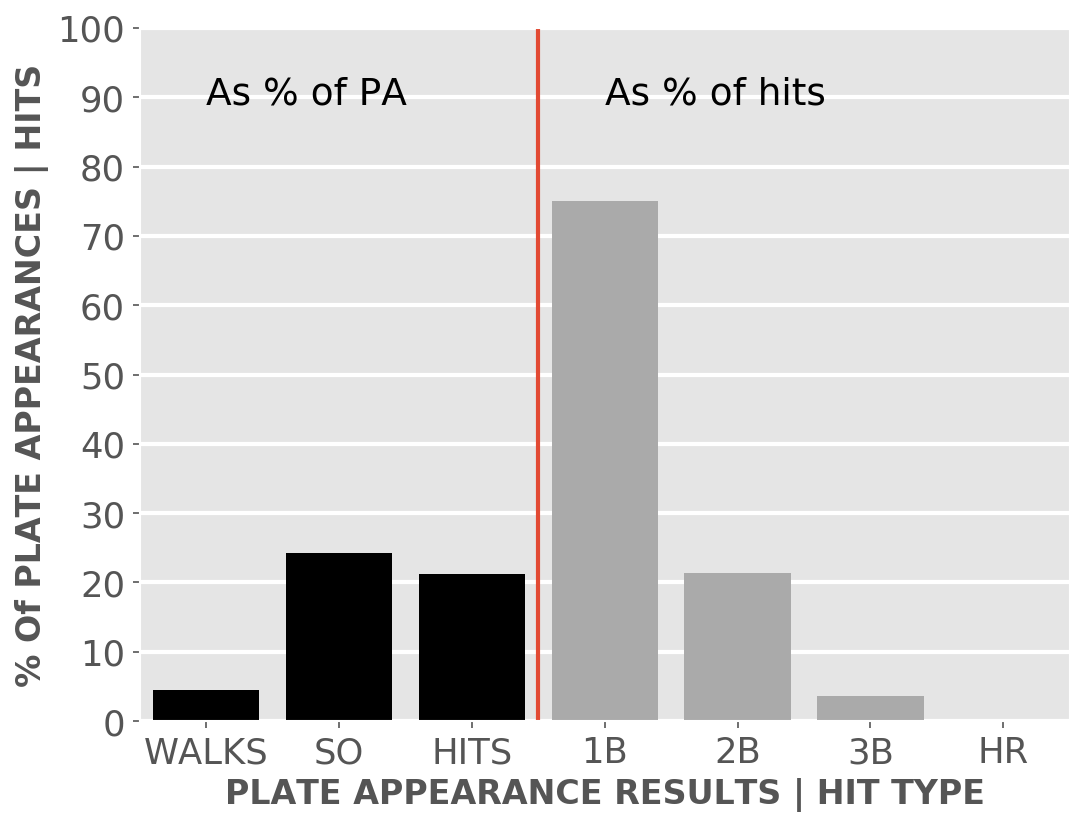 % Of PLATE APPEARANCES | HITS
100
90
80
70
60
50
40
30
20
10
0
As % of PA
As % of hits
WALKS SO HITS 1B 2B 3B HR
PLATE APPEARANCE RESULTS | HIT TYPE